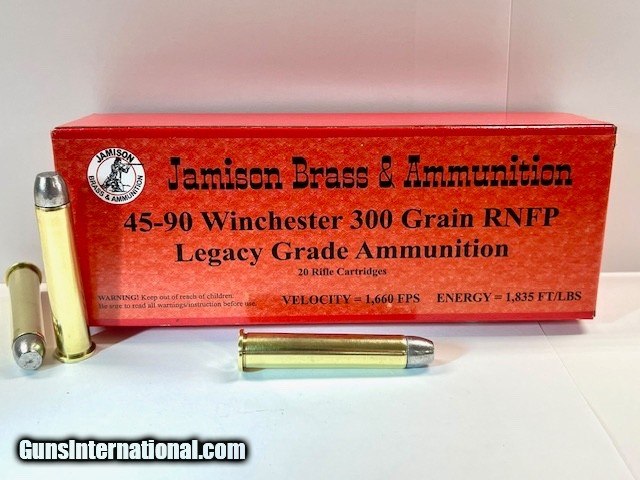 JAMISON
BRASS & AMMUNITION
Jamison Brass & Ammunition
45-90 Winchester 300 Grain RNFP
Legacy Grade Ammunition
20 Rifle Cartridges
WARNING! Keep out of reach of children.
Be sure to read all warnings/instruction before use.
VELOCITY = 1,660 FPS ENERGY = 1,835 FT/LBS
GunsInternational.com